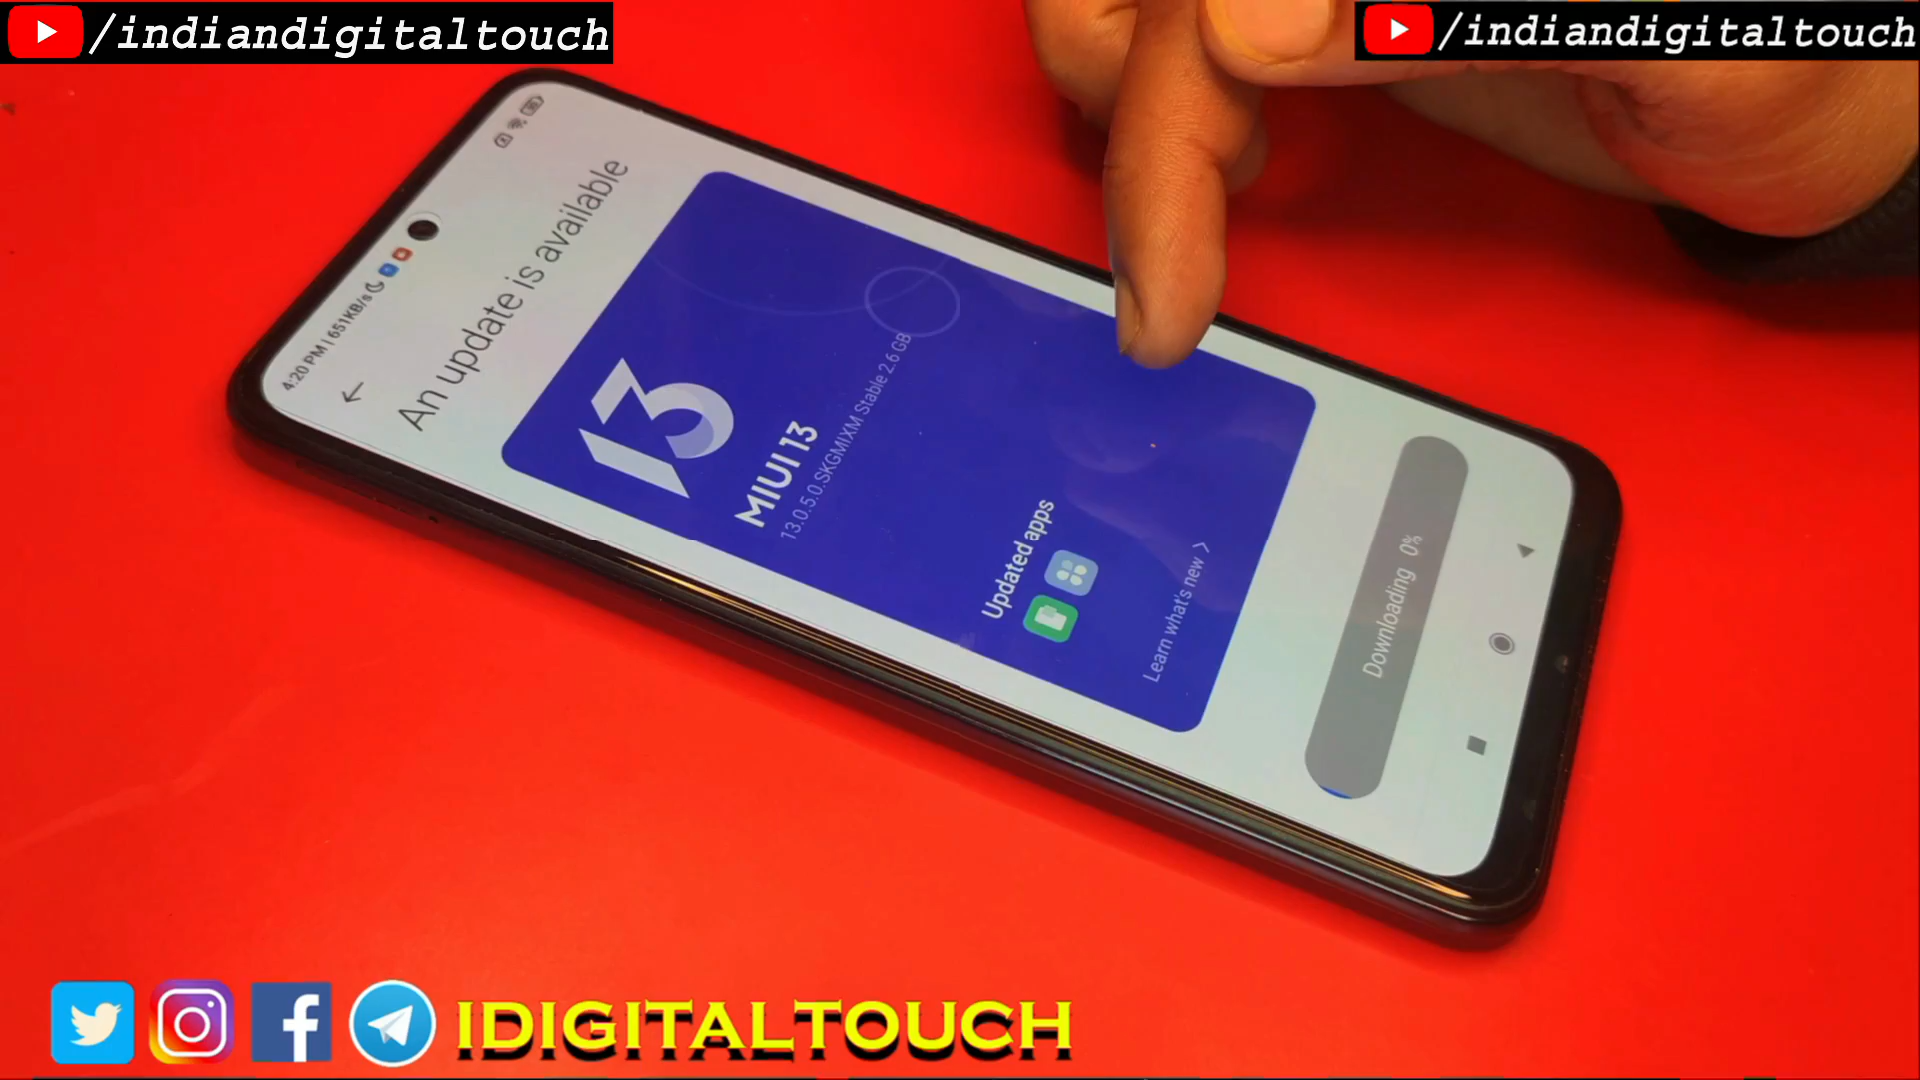 /indiandigitaltouch
/indiandigitaltouch
4:20 PM | 651KB/s
An update is available
13
MIUI 13
13.0.5.0.SKGMIXM Stable 2.6 GB
Updated apps
Learn what's new >
Downloading 0%
IDIGITALTOUCH